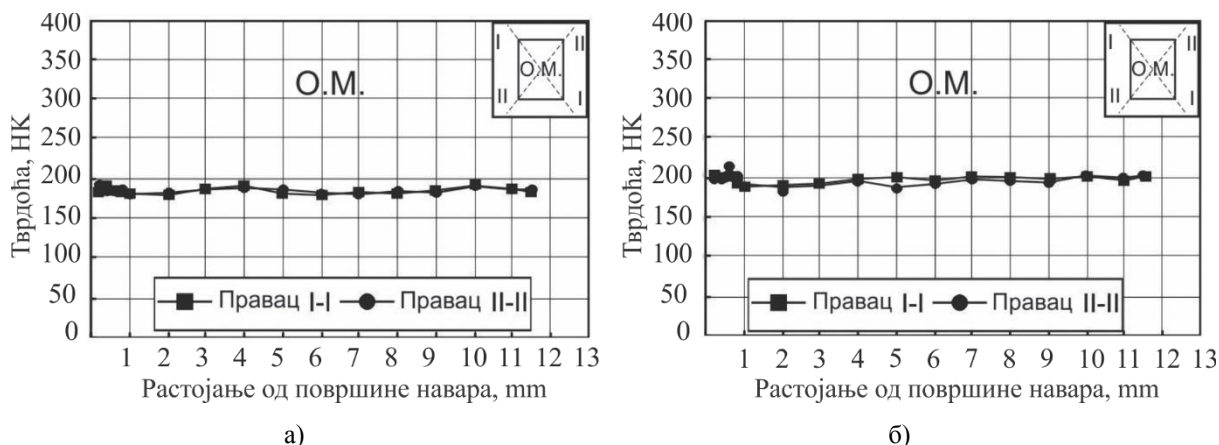 400
350
300
250
200
150
100
50
0
Тврдоћа, HK
О.М.
I
II
О.М.
II
I
Правац I-I
Правац II-II
1 2 3 4 5 6 7 8 9 10 11 12 13
Растојање од површине навара, mm
а)
400
350
300
250
200
150
100
50
0
Тврдоћа, HK
О.М.
I
II
О.М.
II
I
Правац I-I
Правац II-II
1 2 3 4 5 6 7 8 9 10 11 12 13
Растојање од површине навара, mm
б)